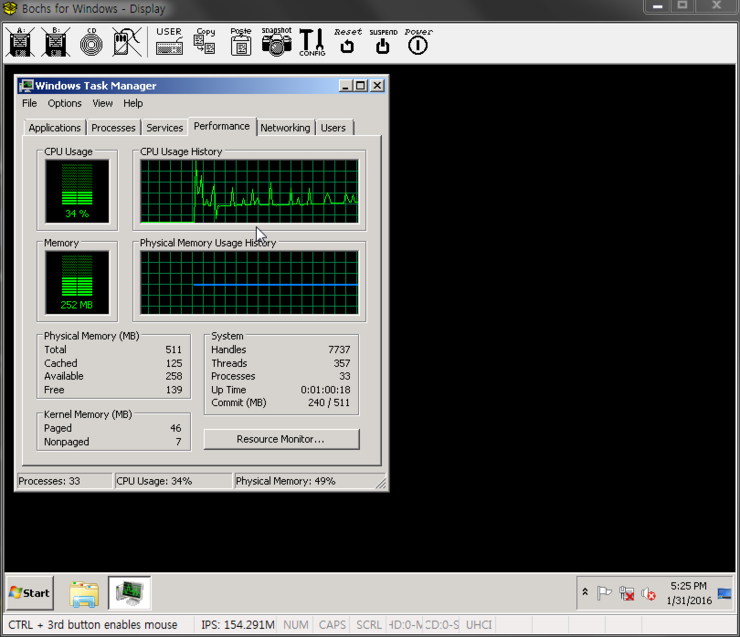 Bochs for Windows - Display
A: B: CD USER Copy Paste snapshot CONFIG Reset SUSPEND Power
Windows Task Manager
File Options View Help
Applications Processes Services Performance Networking Users
CPU Usage CPU Usage History
34 %
Memory Physical Memory Usage History
252 MB
Physical Memory (MB) System
Total 511 Handles 7737
Cached 125 Threads 357
Available 258 Processes 33
Free 139 Up Time 0:01:00:18
Commit (MB) 240 / 511
Kernel Memory (MB)
Paged 46
Nonpaged 7
Resource Monitor...
Processes: 33 CPU Usage: 34% Physical Memory: 49%
Start 5:25 PM
1/31/2016
CTRL + 3rd button enables mouse IPS: 154.291M NUM CAPS SCRL HD:0-M CD:0-S UHCI